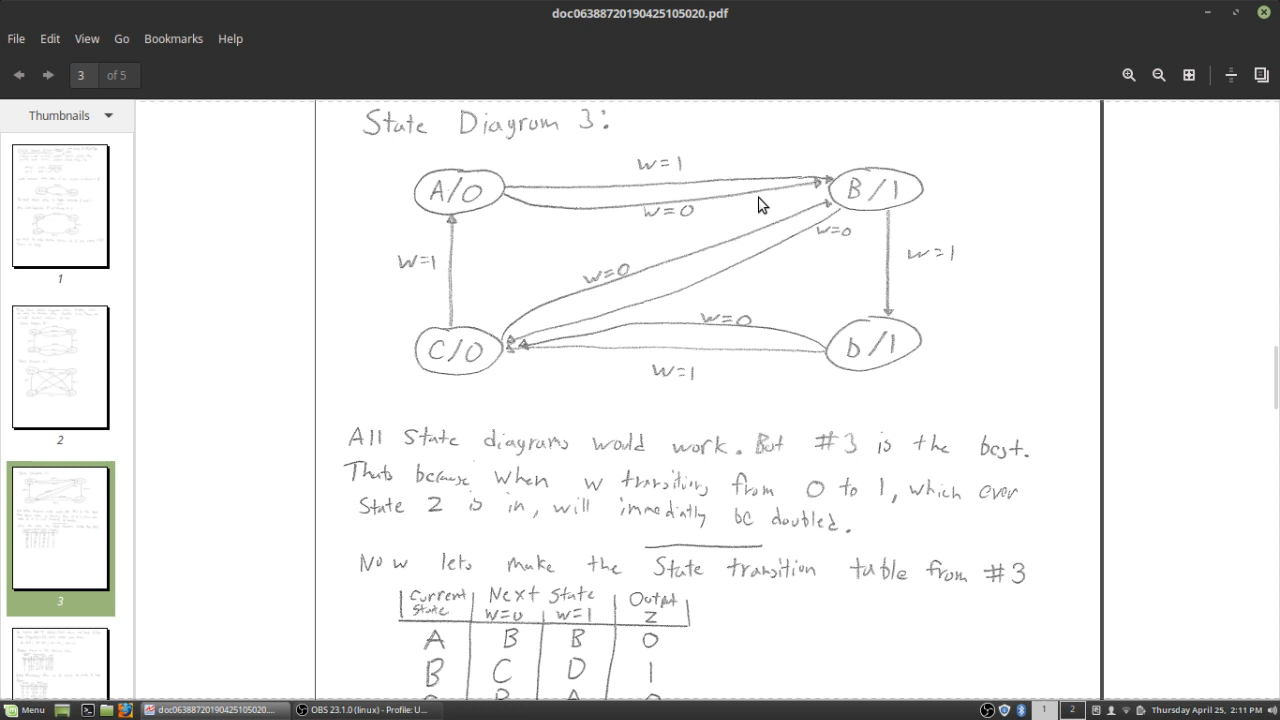 doc06388720190425105020.pdf
File Edit View Go Bookmarks Help
3 of 5
Thumbnails
1
2
3
State Diagram 3:
w=1
A/0
B/1
w=0
w=0
w=1
w=1
w=0
w=0
C/0
D/1
w=1
All State diagrams would work. But #3 is the best.
Thats because when w transitions from 0 to 1, which ever
State Z is in, will immediatly be doubled.
Now lets make the State transition table from #3
Current State Next State w=0 w=1 Output Z
A B B 0
B C D 1
Menu
doc06388720190425105020....
OBS 23.1.0 (linux) - Profile: U...
1 2
Thursday April 25, 2:11 PM